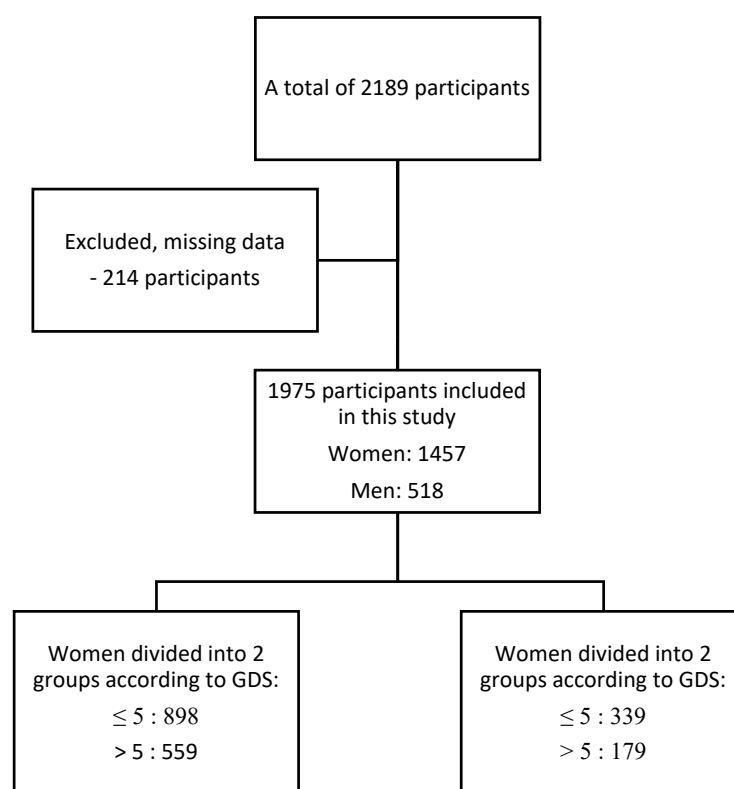 A total of 2189 participants
Excluded, missing data
- 214 participants
1975 participants included
in this study
Women: 1457
Men: 518
Women divided into 2
groups according to GDS:
≤ 5 : 898
> 5 : 559
Women divided into 2
groups according to GDS:
≤ 5 : 339
> 5 : 179